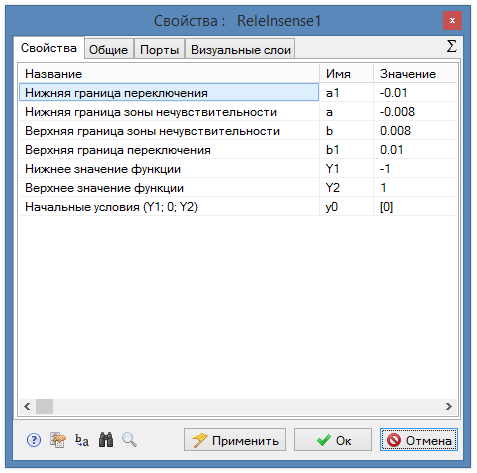 Свойства : ReleInsense1
Свойства Общие Порты Визуальные слои Σ
Название Имя Значение
Нижняя граница переключения a1 -0.01
Нижняя граница зоны нечувствительности a -0.008
Верхняя граница зоны нечувствительности b 0.008
Верхняя граница переключения b1 0.01
Нижнее значение функции Y1 -1
Верхнее значение функции Y2 1
Начальные условия (Y1; 0; Y2) y0 [0]
Применить Ok Отмена